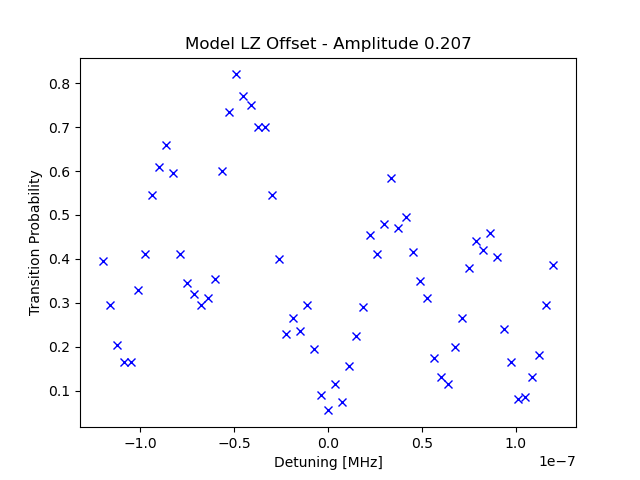 Model LZ Offset - Amplitude 0.207
Transition Probability
0.8
0.7
0.6
0.5
0.4
0.3
0.2
0.1
−1.0 −0.5 0.0 0.5 1.0
1e−7
Detuning [MHz]